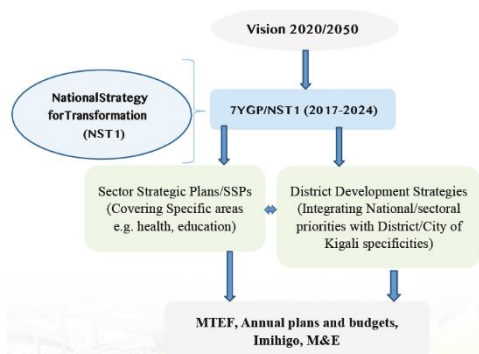 Vision 2020/2050
NationalStrategy
forTransformation
(NST1)
7YGP/NST1 (2017-2024)
Sector Strategic Plans/SSPs
(Covering Specific areas
e.g. health, education)
District Development Strategies
(Integrating National/sectoral
priorities with District/City of
Kigali specificities)
MTEF, Annual plans and budgets,
Imihigo, M&E